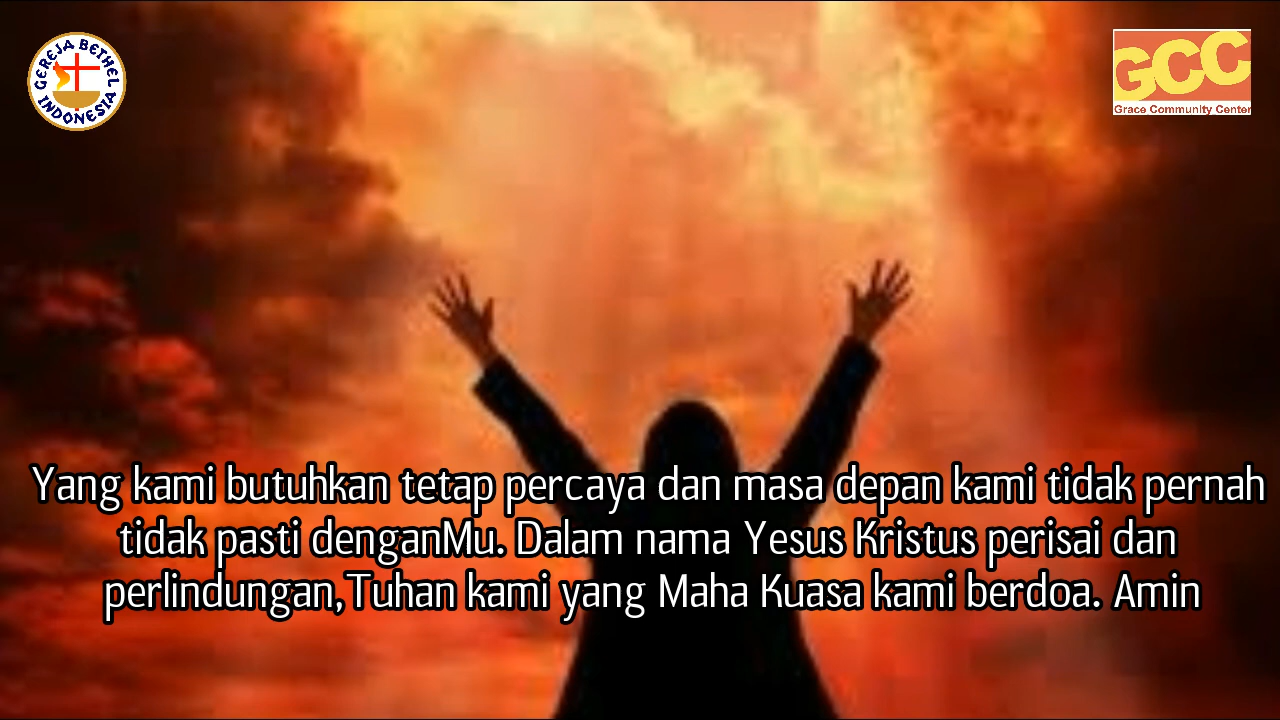 GEREJA BETHEL
INDONESIA
GCC
Grace Community Center
Yang kami butuhkan tetap percaya dan masa depan kami tidak pernah
tidak pasti denganMu. Dalam nama Yesus Kristus perisai dan
perlindungan,Tuhan kami yang Maha Kuasa kami berdoa. Amin